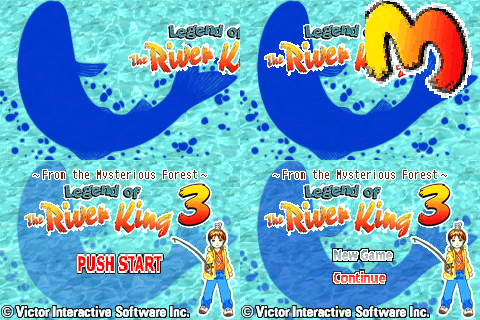 Legend of
The River K
Legend of
The River K
M
~From the Mysterious Forest~
Legend of
The River King 3
PUSH START
© Victor Interactive Software Inc.
~From the Mysterious Forest~
Legend of
The River King 3
New Game
Continue
© Victor Interactive Software Inc.